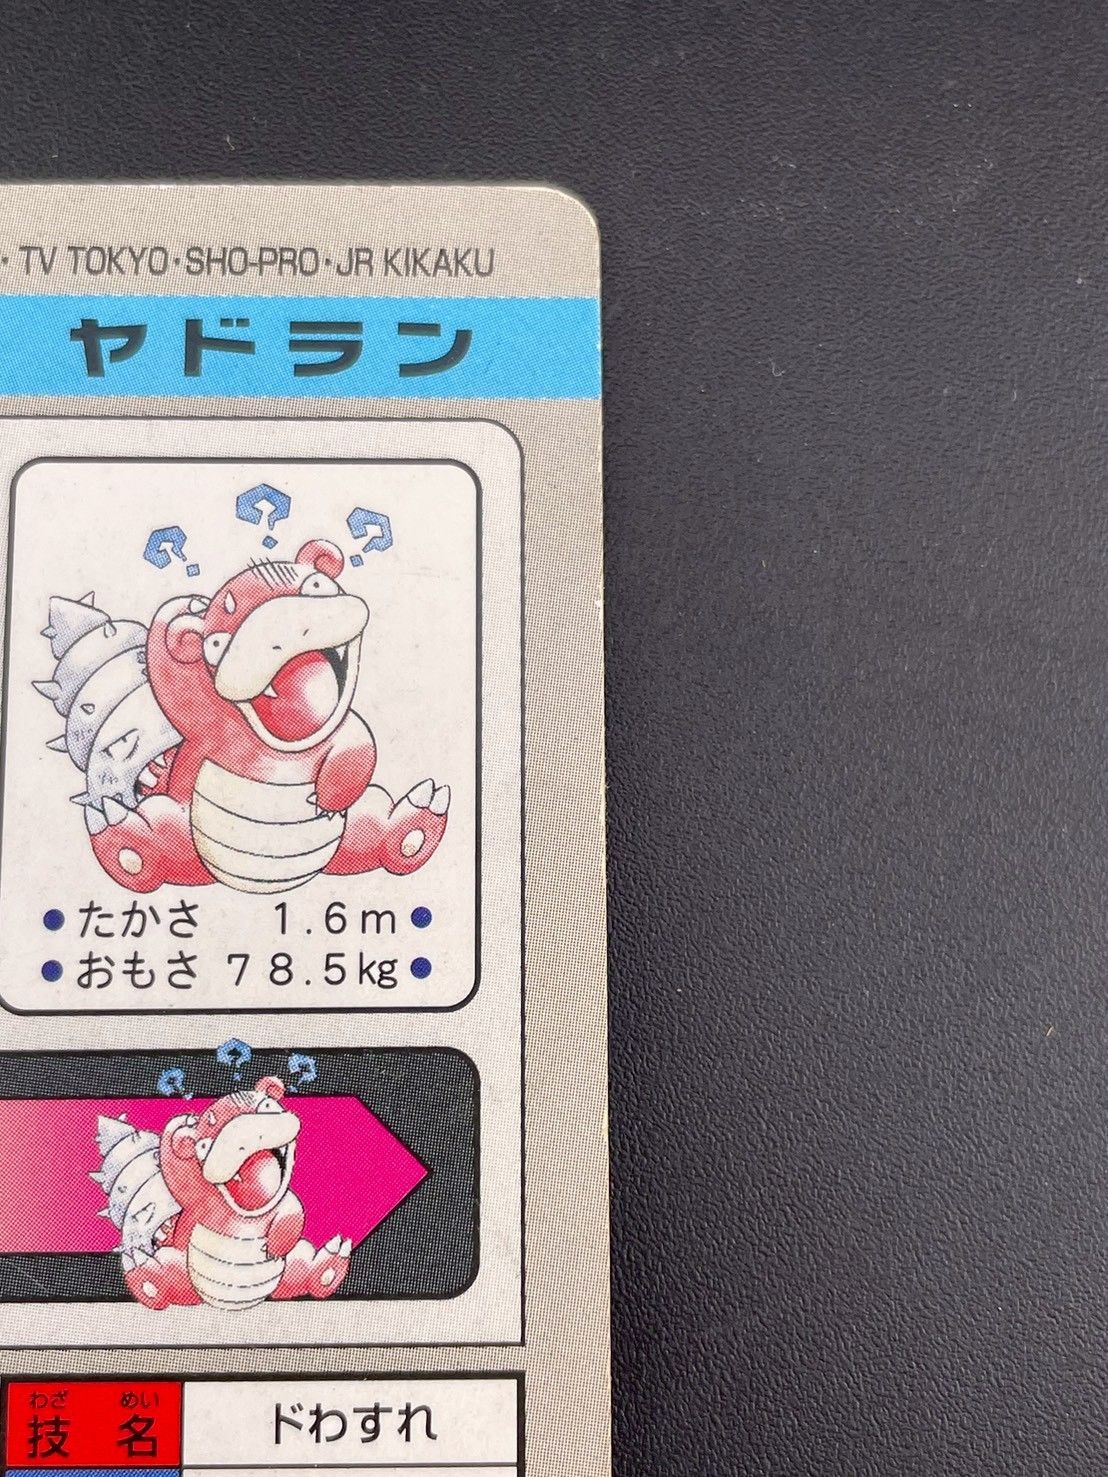 ・TV TOKYO・SHO-PRO・JR KIKAKU
ヤドラン
? ? ?
●たかさ 1.6m●
●おもさ 78.5kg●
? ? ?
わざ めい
技名 ドわすれ